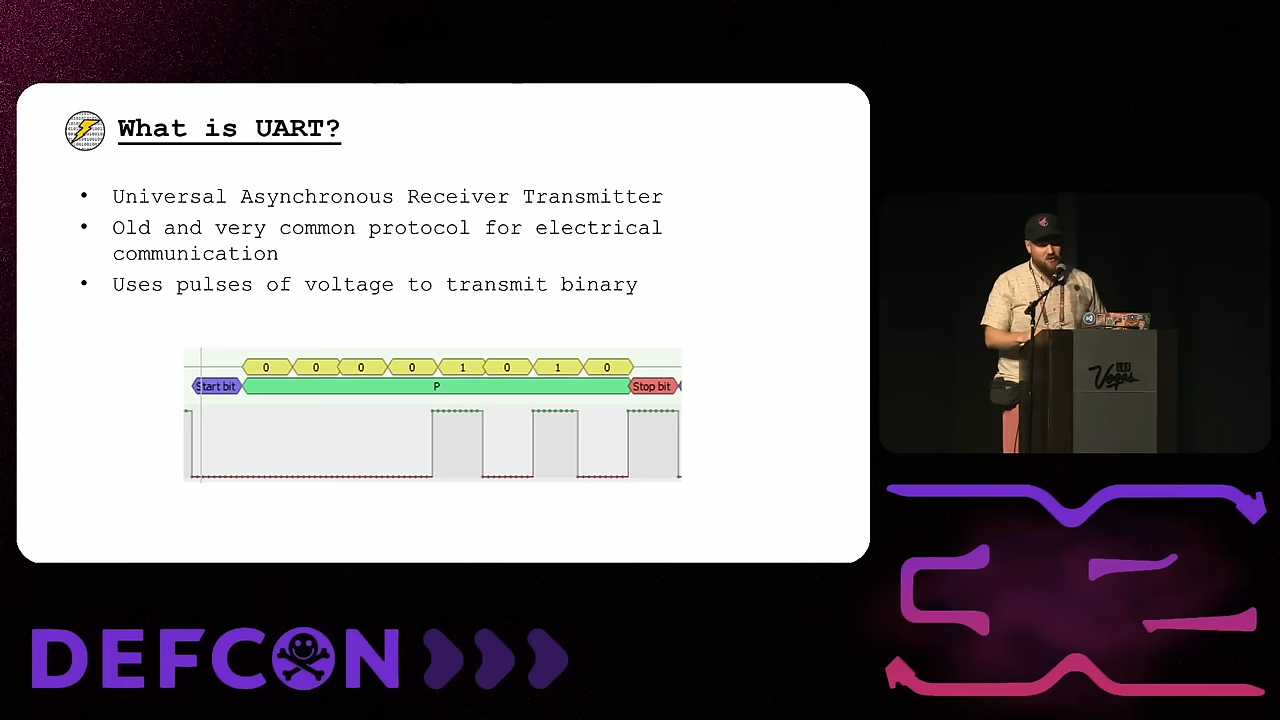 What is UART?
• Universal Asynchronous Receiver Transmitter
• Old and very common protocol for electrical
communication
• Uses pulses of voltage to transmit binary
0 0 0 0 1 0 1 0
Start bit P Stop bit
Vegas
DEFCON